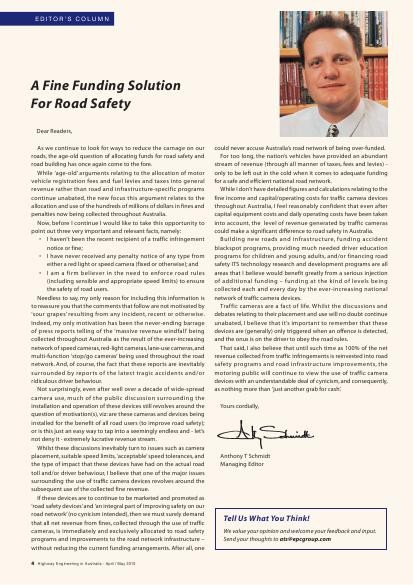 EDITOR'S COLUMN
A Fine Funding Solution
For Road Safety
Dear Readers,
As we continue to look for ways to reduce the carnage on our
roads, the age-old question of allocating funds for road safety and
road building has once again come to the fore.
While 'age-old' arguments relating to the allocation of motor
vehicle registration fees and fuel levies and taxes into general
revenue rather than road and infrastructure-specific programs
continue unabated, the new focus this argument relates to the
allocation and use of the hundreds of millions of dollars in fines and
penalties now being collected throughout Australia.
Now, before I continue I would like to take this opportunity to
point out three very important and relevant facts, namely:
• I haven't been the recent recipient of a traffic infringement
notice or fine;
• I have never received any penalty notice of any type from
either a red light or speed camera (fixed or otherwise); and
• I am a firm believer in the need to enforce road rules
(including sensible and appropriate speed limits) to ensure
the safety of road users.
Needless to say, my only reason for including this information is
to reassure you that the comments that follow are not motivated by
'sour grapes' resulting from any incident, recent or otherwise.
Indeed, my only motivation has been the never-ending barrage
of press reports telling of the 'massive revenue windfall' being
collected throughout Australia as the result of the ever-increasing
network of speed cameras, red-light cameras, lane-use cameras, and
multi-function 'stop/go cameras' being used throughout the road
network. And, of course, the fact that these reports are inevitably
surrounded by reports of the latest tragic accidents and/or
ridiculous driver behaviour.
Not surprisingly, even after well over a decade of wide-spread
camera use, much of the public discussion surrounding the
installation and operation of these devices still revolves around the
question of motivation(s), viz: are these cameras and devices being
installed for the benefit of all road users (to improve road safety);
or is this just an easy way to tap into a seemingly endless and - let's
not deny it - extremely lucrative revenue stream.
Whilst these discussions inevitably turn to issues such as camera
placement, suitable speed limits, 'acceptable' speed tolerances, and
the type of impact that these devices have had on the actual road
toll and/or driver behaviour, I believe that one of the major issues
surrounding the use of traffic camera devices revolves around the
subsequent use of the collected fine revenue.
If these devices are to continue to be marketed and promoted as
'road safety devices' and 'an integral part of improving safety on our
road network' (no cynicism intended), then we must surely demand
that all net revenue from fines, collected through the use of traffic
cameras, is immediately and exclusively allocated to road safety
programs and improvements to the road network infrastructure –
without reducing the current funding arrangements. After all, one
could never accuse Australia's road network of being over-funded.
For too long, the nation's vehicles have provided an abundant
stream of revenue (through all manner of taxes, fees and levies) –
only to be left out in the cold when it comes to adequate funding
for a safe and efficient national road network.
While I don't have detailed figures and calculations relating to the
fine income and capital/operating costs for traffic camera devices
throughout Australia, I feel reasonably confident that even after
capital equipment costs and daily operating costs have been taken
into account, the level of revenue generated by traffic cameras
could make a significant difference to road safety in Australia.
Building new roads and infrastructure, funding accident
blackspot programs, providing much needed driver education
programs for children and young adults, and/or financing road
safety ITS technology research and development programs are all
areas that I believe would benefit greatly from a serious injection
of additional funding – funding at the kind of levels being
collected each and every day by the ever-increasing national
network of traffic camera devices.
Traffic cameras are a fact of life. Whilst the discussions and
debates relating to their placement and use will no doubt continue
unabated, I believe that it's important to remember that these
devices are (generally) only triggered when an offence is detected,
and the onus is on the driver to obey the road rules.
That said, I also believe that until such time as 100% of the net
revenue collected from traffic infringements is reinvested into road
safety programs and road infrastructure improvements, the
motoring public will continue to view the use of traffic camera
devices with an understandable deal of cynicism, and consequently,
as nothing more than 'just another grab for cash'.
Yours cordially,
Anthony T Schmidt
Managing Editor
Tell Us What You Think!
We value your opinion and welcome your feedback and input.
Send your thoughts to ats@epcgroup.com
4 Highway Engineering in Australia - April / May 2010